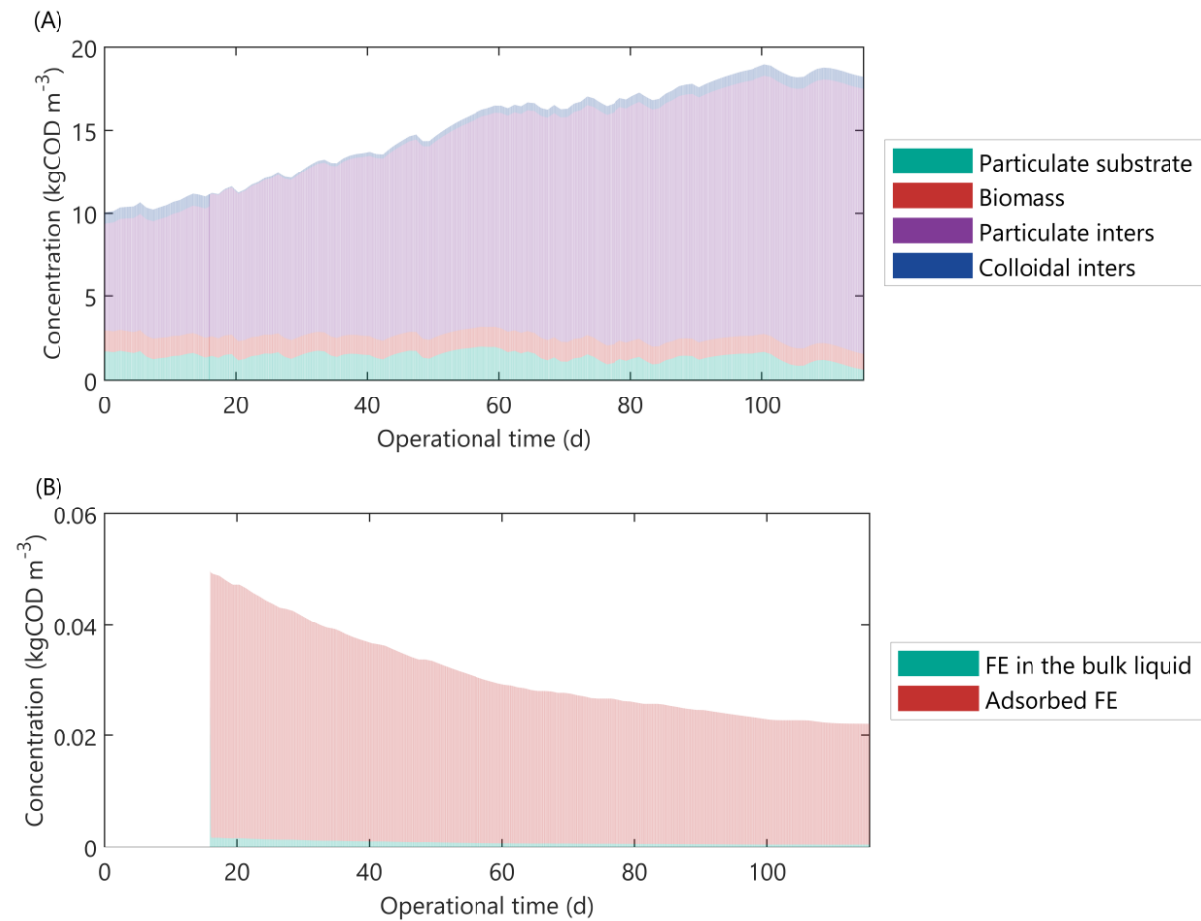 (A)
Concentration (kgCOD m⁻³)
20
15
10
5
0
0 20 40 60 80 100
Operational time (d)
Particulate substrate
Biomass
Particulate inters
Colloidal inters
(B)
Concentration (kgCOD m⁻³)
0.06
0.04
0.02
0
0 20 40 60 80 100
Operational time (d)
FE in the bulk liquid
Adsorbed FE